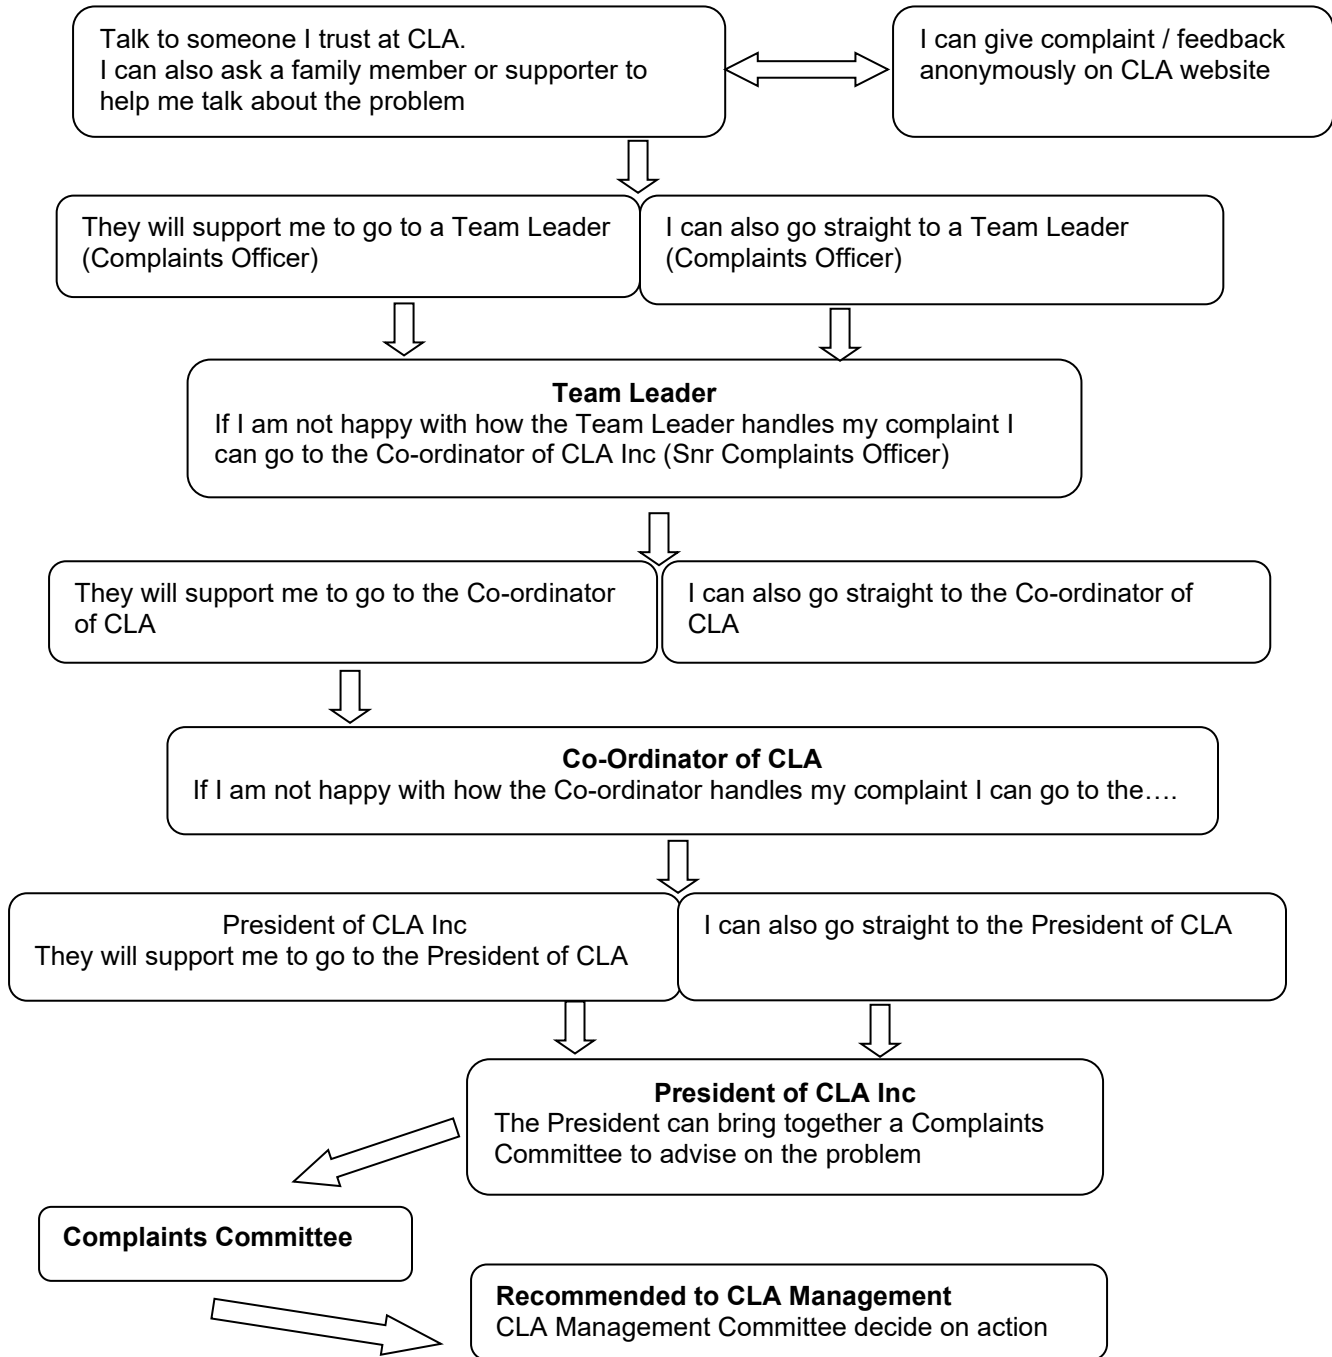 Talk to someone I trust at CLA.
I can also ask a family member or supporter to
help me talk about the problem
I can give complaint / feedback
anonymously on CLA website
They will support me to go to a Team Leader
(Complaints Officer)
I can also go straight to a Team Leader
(Complaints Officer)
Team Leader
If I am not happy with how the Team Leader handles my complaint I
can go to the Co-ordinator of CLA Inc (Snr Complaints Officer)
They will support me to go to the Co-ordinator
of CLA
I can also go straight to the Co-ordinator of
CLA
Co-Ordinator of CLA
If I am not happy with how the Co-ordinator handles my complaint I can go to the….
President of CLA Inc
They will support me to go to the President of CLA
I can also go straight to the President of CLA
President of CLA Inc
The President can bring together a Complaints
Committee to advise on the problem
Complaints Committee
Recommended to CLA Management
CLA Management Committee decide on action